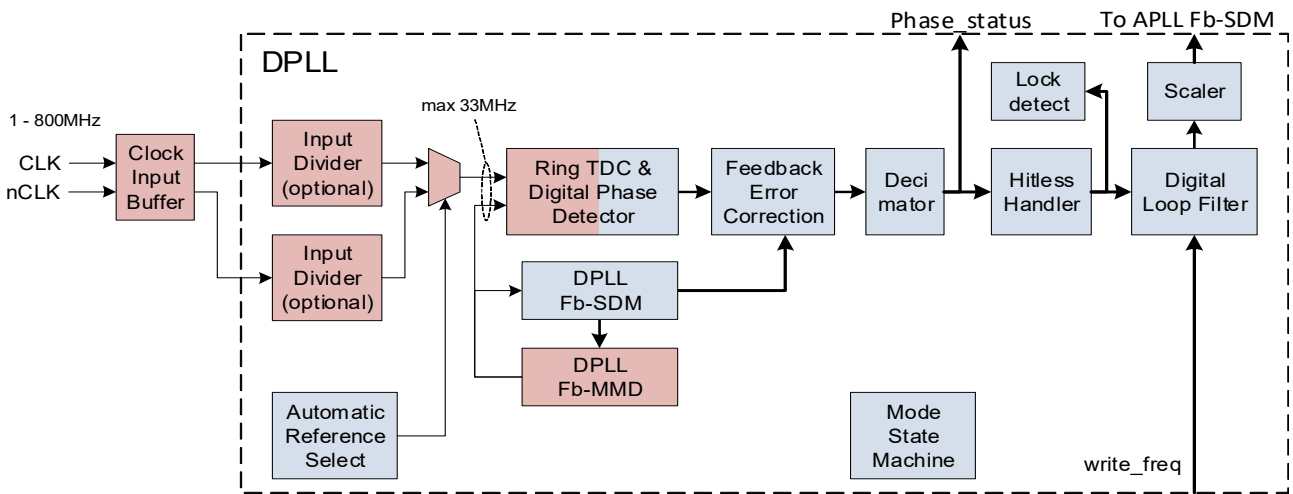 Phase_status
To APLL Fb-SDM
DPLL
Lock
detect
Scaler
max 33MHz
1 - 800MHz
CLK
nCLK
Clock
Input
Buffer
Input
Divider
(optional)
Ring TDC &
Digital Phase
Detector
Feedback
Error
Correction
Deci
mator
Hitless
Handler
Digital
Loop Filter
Input
Divider
(optional)
DPLL
Fb-SDM
DPLL
Fb-MMD
Automatic
Reference
Select
Mode
State
Machine
write_freq